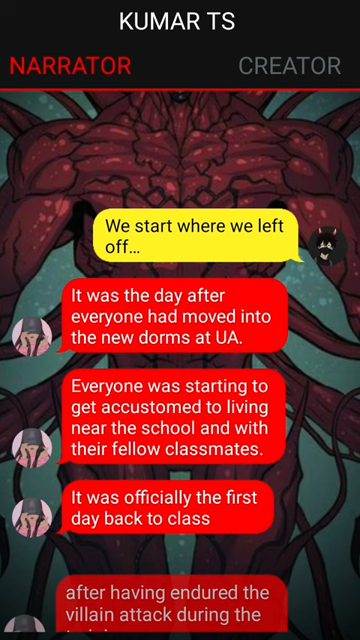 KUMAR TS
NARRATOR
CREATOR
We start where we left
off...
It was the day after
everyone had moved into
the new dorms at UA.
Everyone was starting to
get accustomed to living
near the school and with
their fellow classmates.
It was officially the first
day back to class
after having endured the
villain attack during the